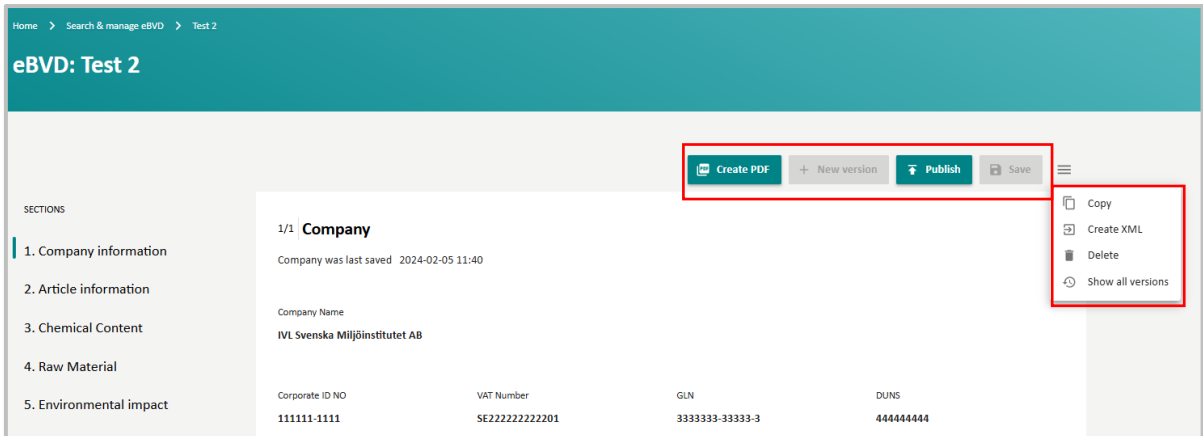 Home > Search & manage eBVD > Test 2
eBVD: Test 2
PDF Create PDF + New version Publish Save
Copy
Create XML
Delete
Show all versions
SECTIONS
1. Company information
2. Article information
3. Chemical Content
4. Raw Material
5. Environmental impact
1/1 Company
Company was last saved 2024-02-05 11:40
Company Name
IVL Svenska Miljöinstitutet AB
Corporate ID NO VAT Number GLN DUNS
111111-1111 SE222222222201 3333333-33333-3 444444444